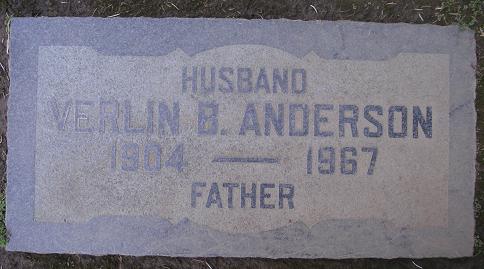 HUSBAND
VERLIN B. ANDERSON
1904 — 1967
FATHER